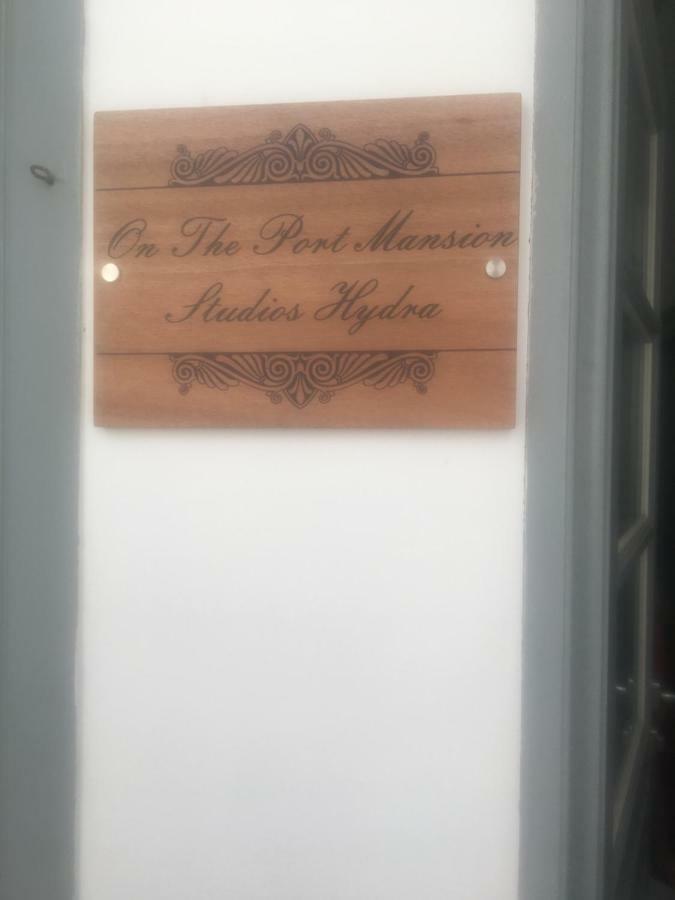 On The Port Mansion
Studios Hydra